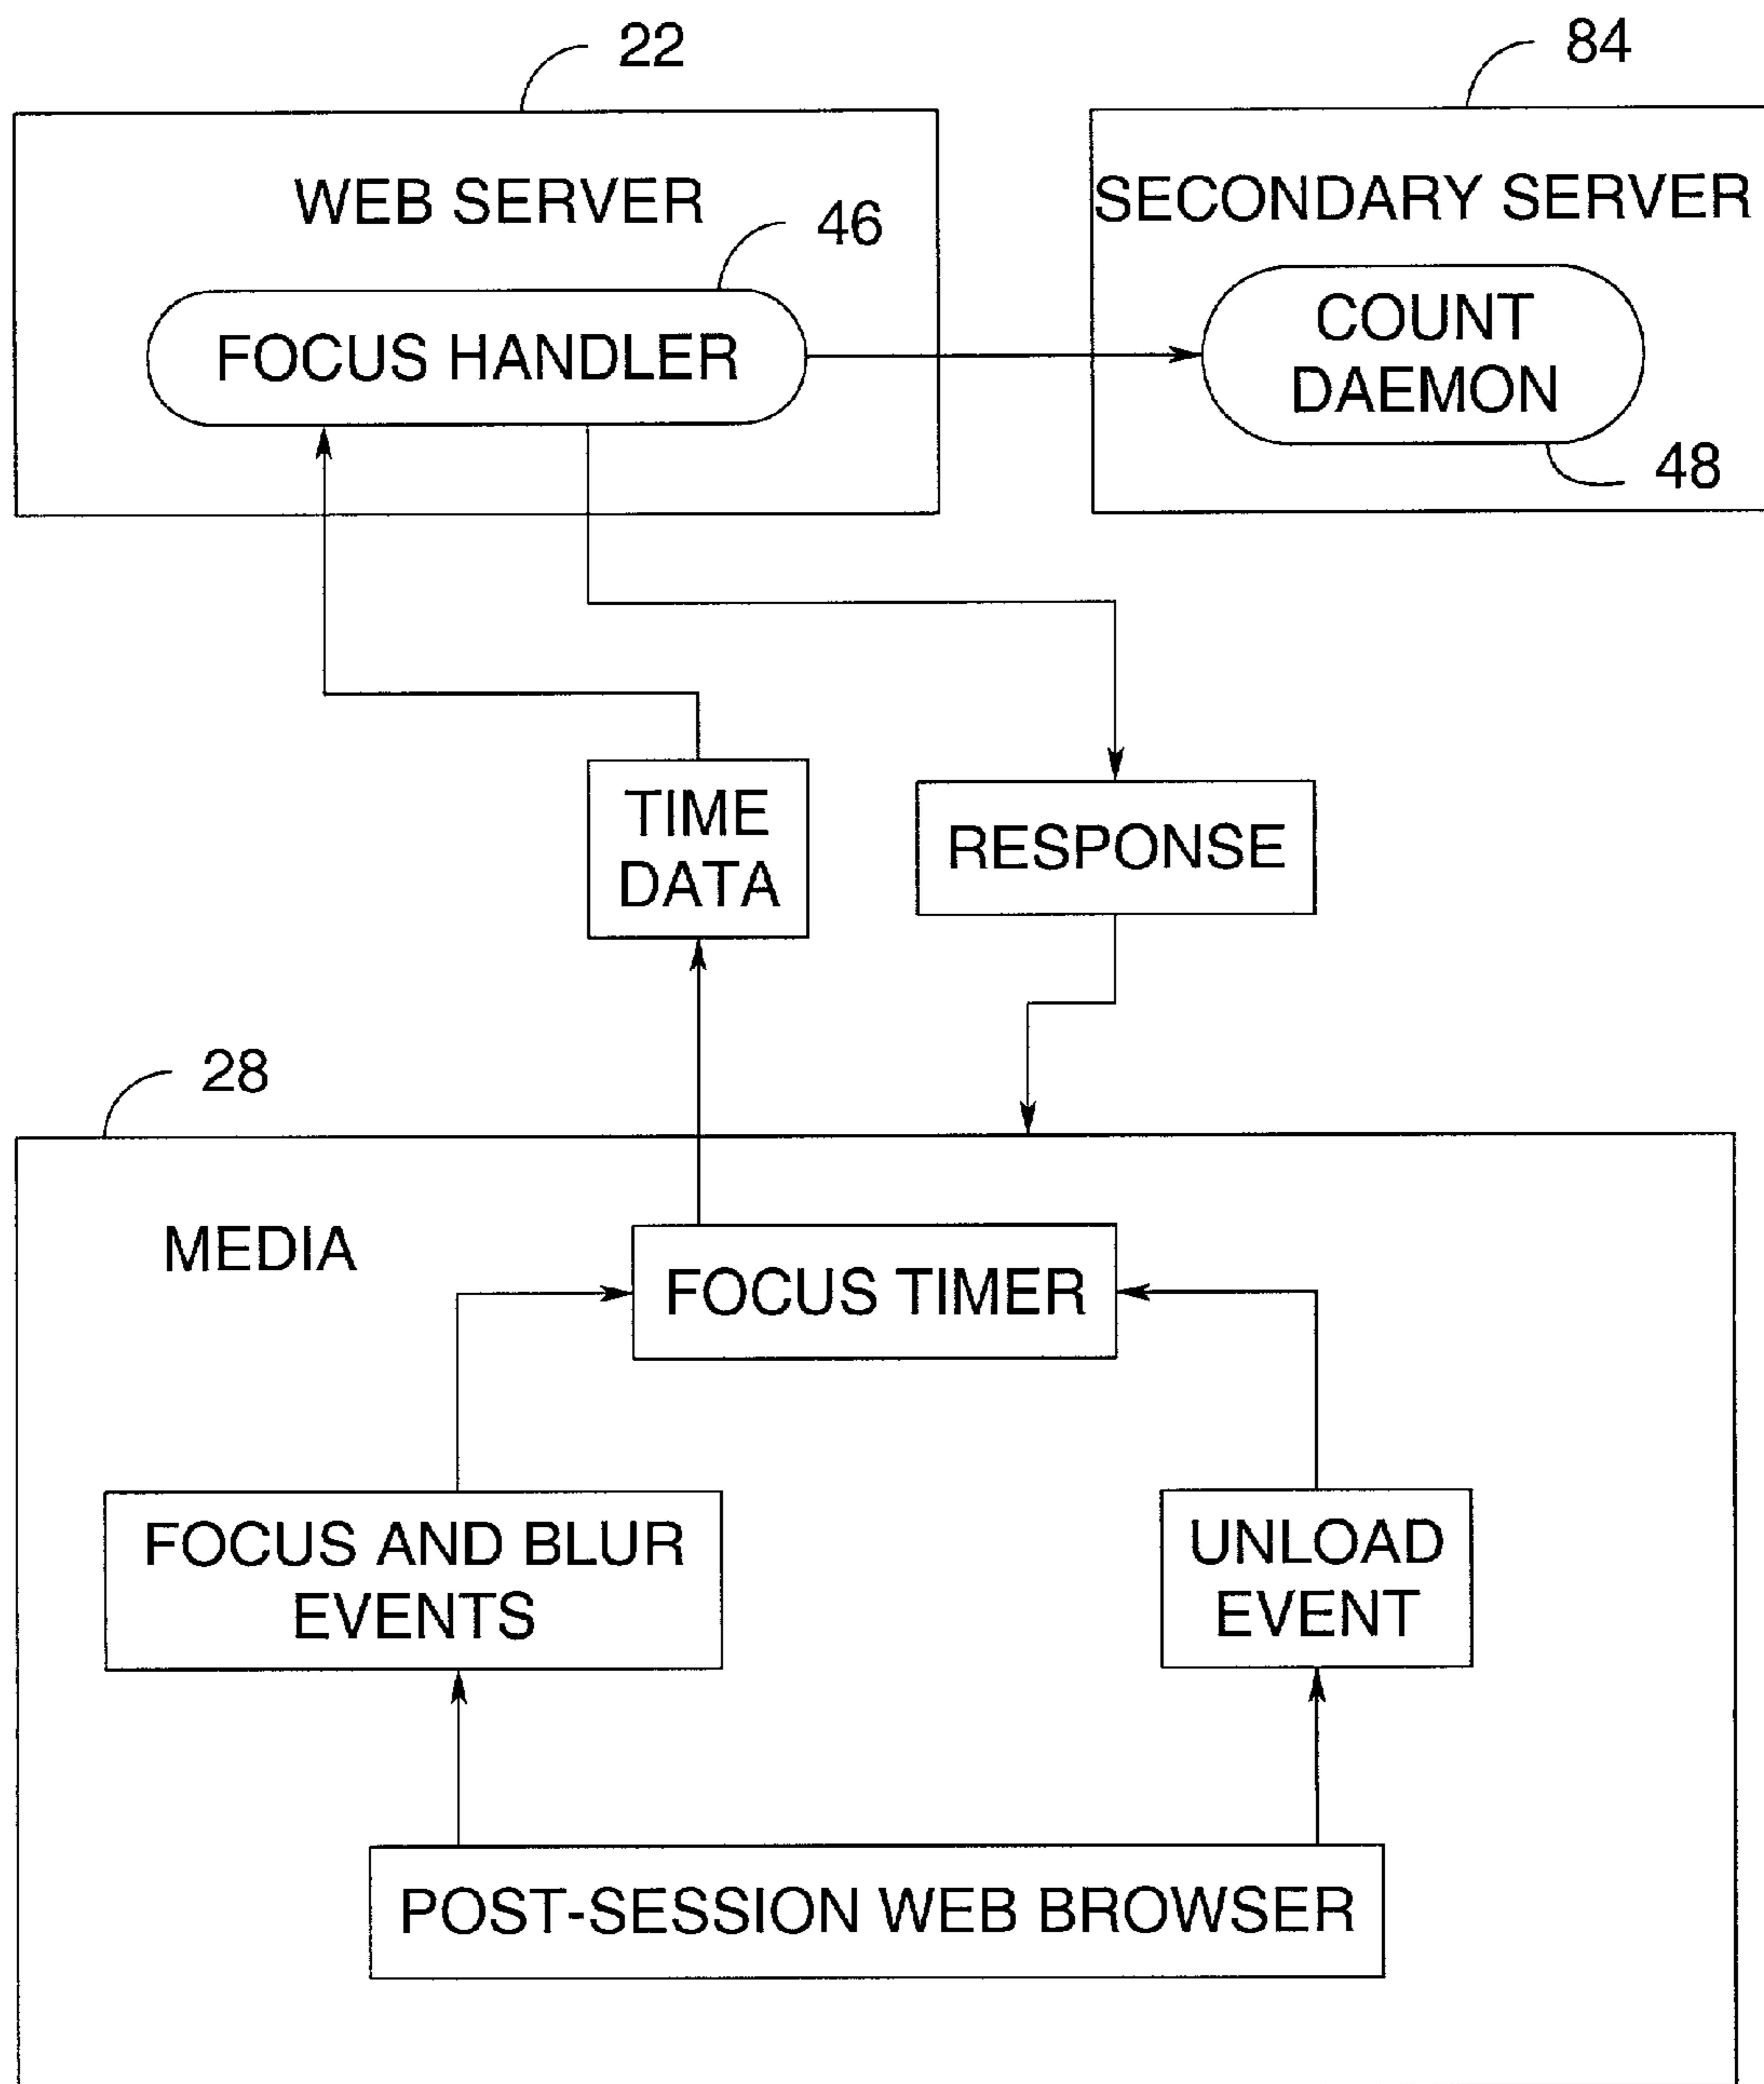 22
84
WEB SERVER
SECONDARY SERVER
46
FOCUS HANDLER
COUNT
DAEMON
48
TIME
DATA
RESPONSE
28
MEDIA
FOCUS TIMER
FOCUS AND BLUR
EVENTS
UNLOAD
EVENT
POST-SESSION WEB BROWSER